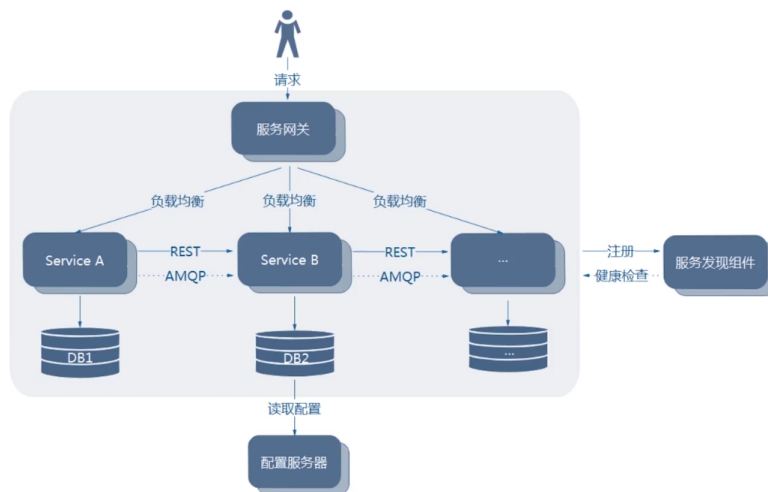 请求
服务网关
负载均衡
负载均衡
负载均衡
Service A
REST
AMQP
Service B
REST
AMQP
...
注册
健康检查
服务发现组件
DB1
DB2
...
读取配置
配置服务器